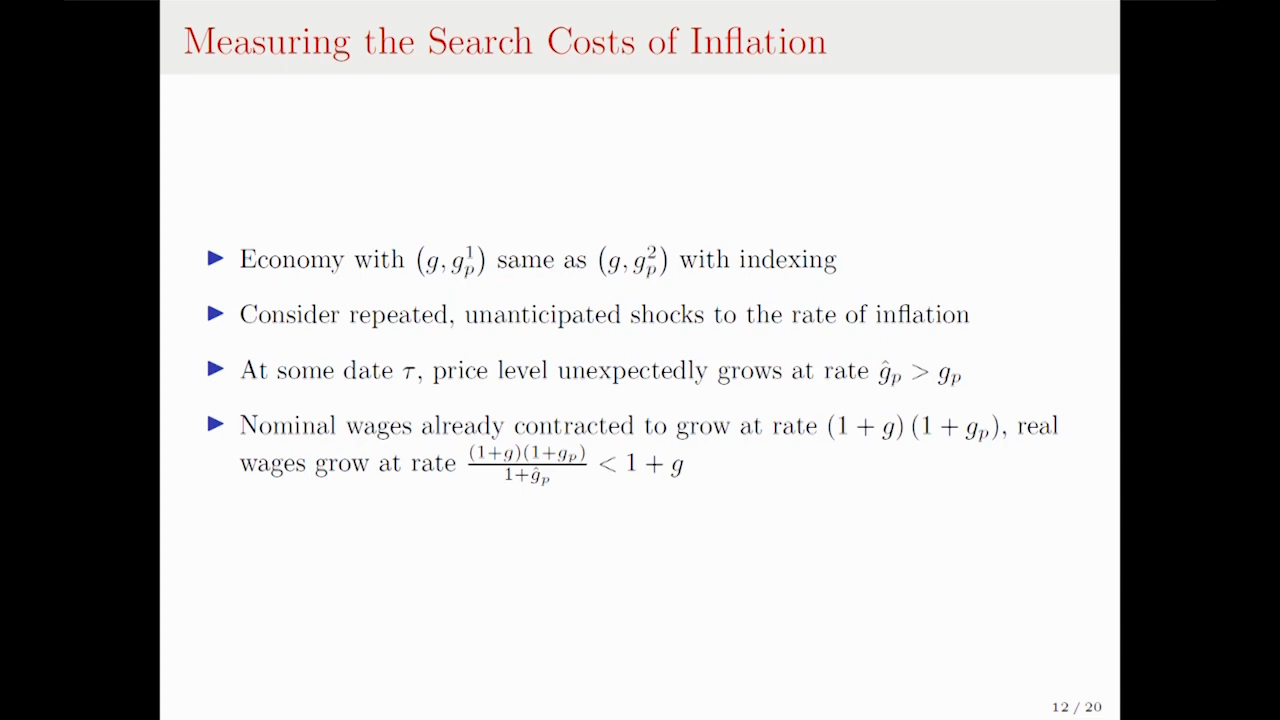 Measuring the Search Costs of Inflation
▶ Economy with (g, g_p^1) same as (g, g_p^2) with indexing
▶ Consider repeated, unanticipated shocks to the rate of inflation
▶ At some date τ, price level unexpectedly grows at rate ĝ_p > g_p
▶ Nominal wages already contracted to grow at rate (1 + g) (1 + g_p), real
wages grow at rate (1+g)(1+g_p)/1+ĝ_p < 1 + g
12 / 20